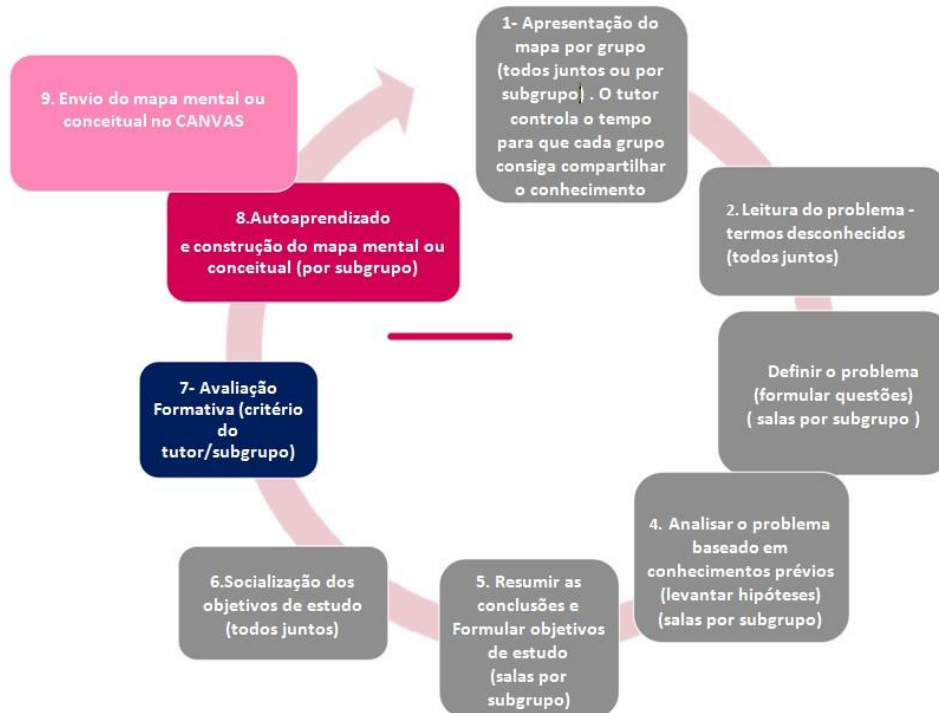 1- Apresentação do
mapa por grupo
(todos juntos ou por
subgrupo) . O tutor
controla o tempo
para que cada grupo
consiga compartilhar
o conhecimento
2. Leitura do problema -
termos desconhecidos
(todos juntos)
Definir o problema
(formular questões)
( salas por subgrupo )
4. Analisar o problema
baseado em
conhecimentos prévios
(levantar hipóteses)
(salas por subgrupo)
5. Resumir as
conclusões e
Formular objetivos
de estudo
(salas por
subgrupo)
6.Socialização dos
objetivos de estudo
(todos juntos)
7- Avaliação
Formativa (critério
do
tutor/subgrupo)
8.Autoaprendizado
e construção do mapa mental ou
conceitual (por subgrupo)
9. Envio do mapa mental ou
conceitual no CANVAS